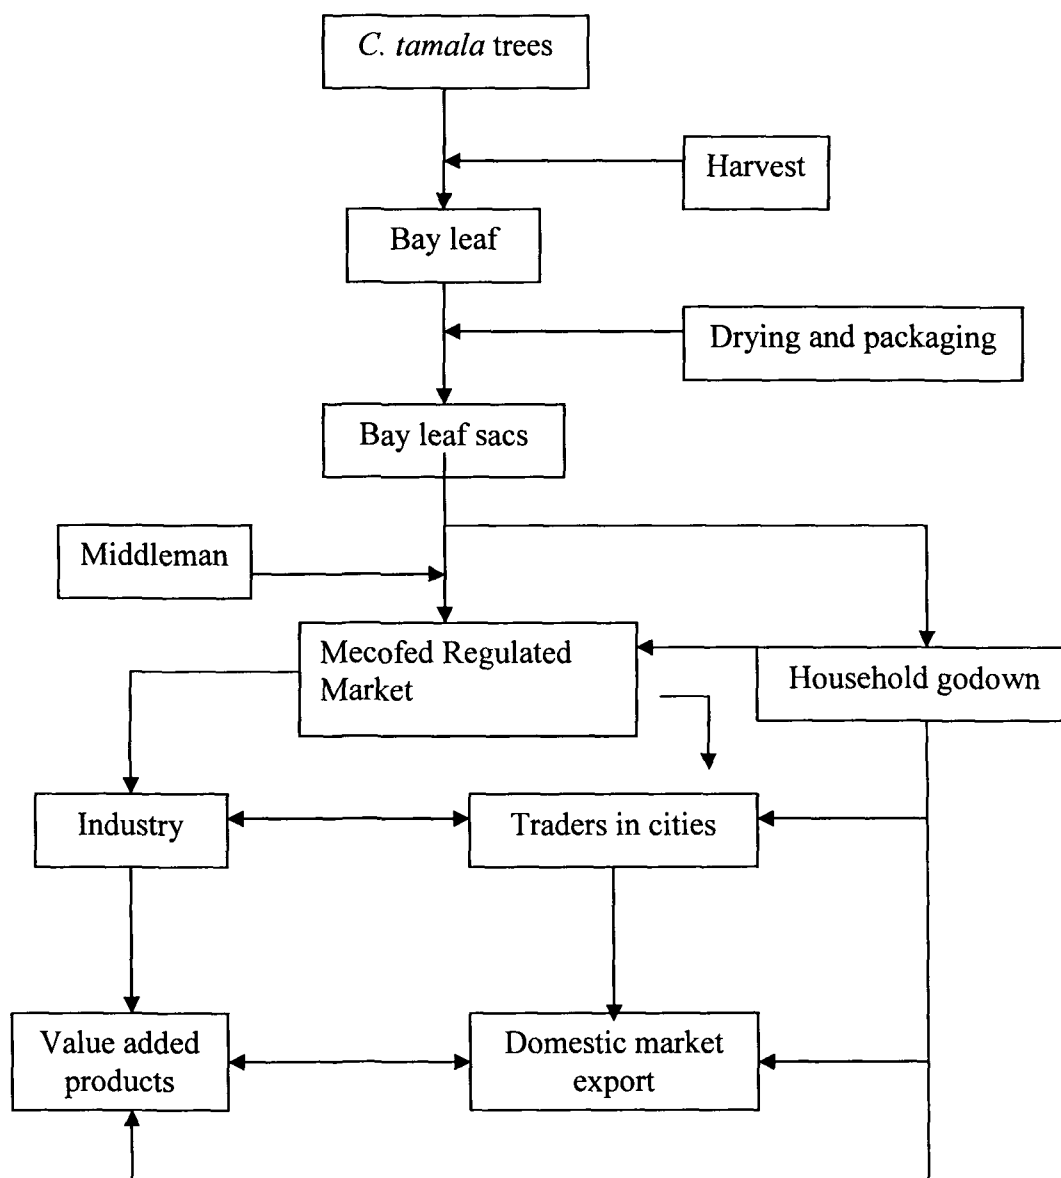 C. tamala trees
Harvest
Bay leaf
Drying and packaging
Bay leaf sacs
Middleman
Mecofed Regulated
Market
Household godown
Industry
Traders in cities
Value added
products
Domestic market
export